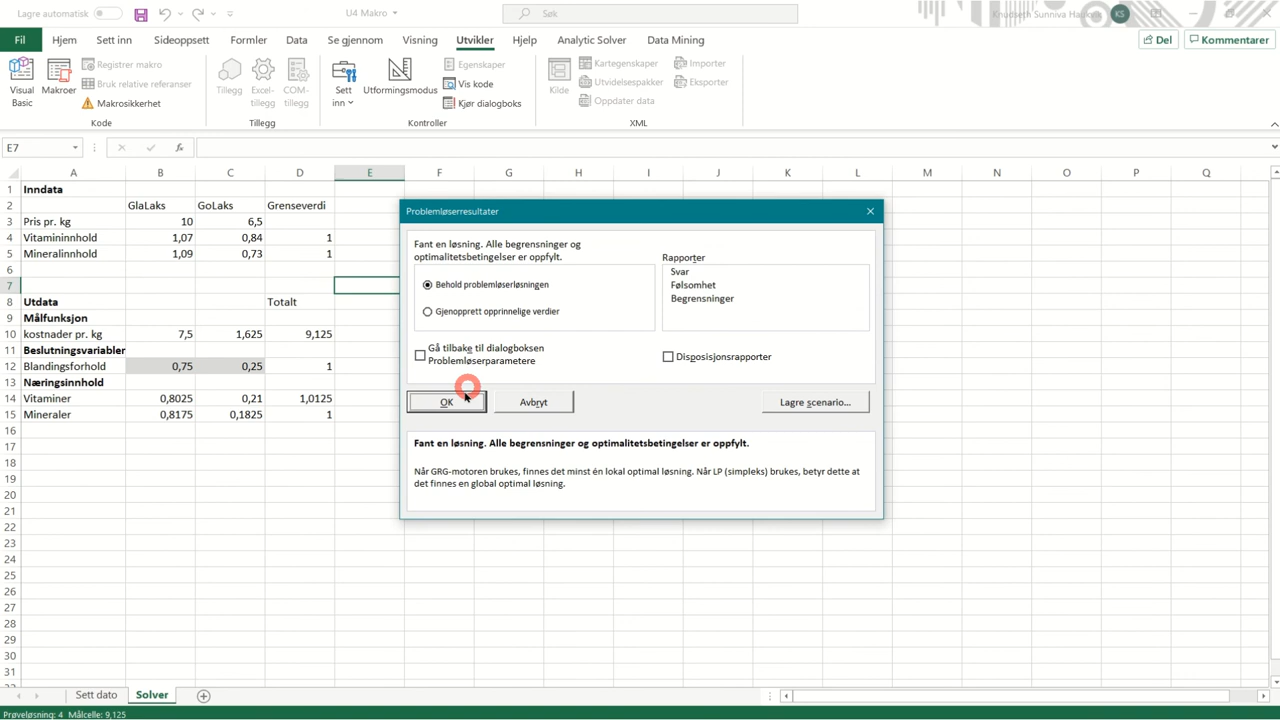 Lagre automatisk
U4 Makro
Søk
Knudseth Sunniva Haukvik
KS
Fil Hjem Sett inn Sideoppsett Formler Data Se gjennom Visning Utvikler Hjelp Analytic Solver Data Mining
Del Kommentarer
Visual Basic
Makroer
Registrer makro
Bruk relative referanser
Makrosikkerhet
Kode
Tillegg
Excel-tillegg
COM-tillegg
Tillegg
Sett inn
Utformingsmodus
Egenskaper
Vis kode
Kjør dialogboks
Kontroller
Kilde
Kartegenskaper
Utvidelsespakker
Oppdater data
Importer
Eksporter
XML
E7
fx
A B C D E F G H I J K L M N O P Q
1 Inndata
2 GlaLaks GoLaks Grenseverdi
3 Pris pr. kg 10 6,5
4 Vitamininnhold 1,07 0,84 1
5 Mineralinnhold 1,09 0,73 1
6
7
8 Utdata Totalt
9 Målfunksjon
10 kostnader pr. kg 7,5 1,625 9,125
11 Beslutningsvariabler
12 Blandingsforhold 0,75 0,25 1
13 Næringsinnhold
14 Vitaminer 0,8025 0,21 1,0125
15 Mineraler 0,8175 0,1825 1
16
17
18
19
20
21
22
23
24
25
26
27
28
29
30
31
Problemløserresultater
Fant en løsning. Alle begrensninger og
optimalitetsbetingelser er oppfylt.
Behold problemløserløsningen
Gjenopprett opprinnelige verdier
Rapporter
Svar
Følsomhet
Begrensninger
Gå tilbake til dialogboksen
Problemløserparametere
Disposisjonsrapporter
OK Avbryt Lagre scenario...
Fant en løsning. Alle begrensninger og optimalitetsbetingelser er oppfylt.
Når GRG-motoren brukes, finnes det minst én lokal optimal løsning. Når LP (simpleks) brukes, betyr dette at
det finnes en global optimal løsning.
Sett dato Solver
Prøveløsning: 4 Målcelle: 9,125